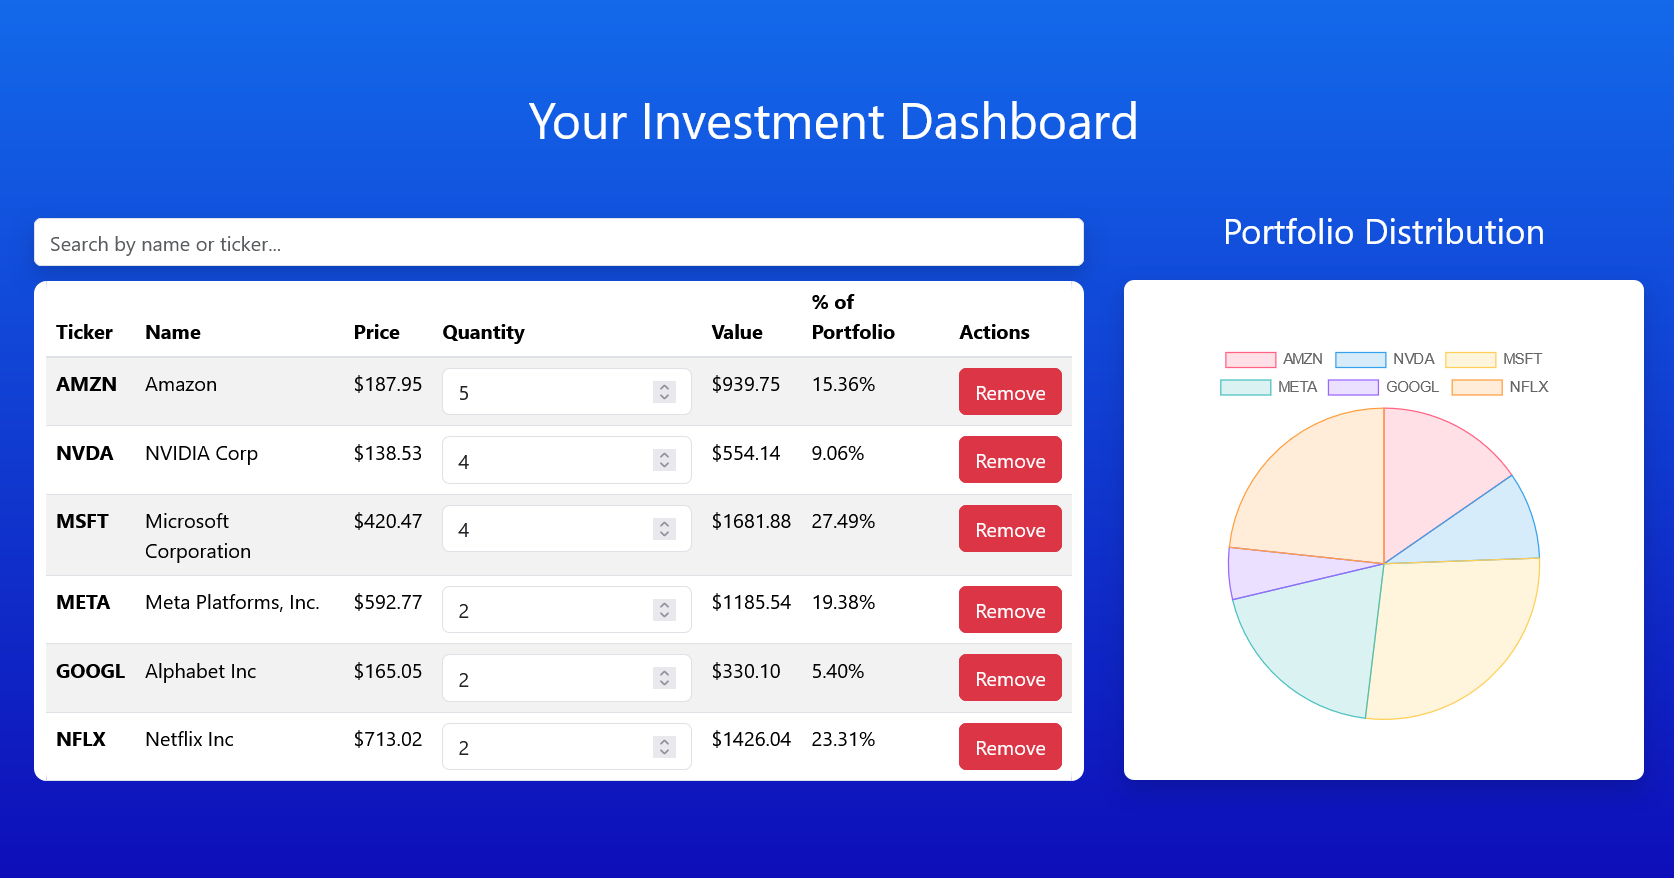 Your Investment Dashboard
Search by name or ticker...
Ticker Name Price Quantity Value % of Portfolio Actions
AMZN Amazon $187.95 5 $939.75 15.36% Remove
NVDA NVIDIA Corp $138.53 4 $554.14 9.06% Remove
MSFT Microsoft Corporation $420.47 4 $1681.88 27.49% Remove
META Meta Platforms, Inc. $592.77 2 $1185.54 19.38% Remove
GOOGL Alphabet Inc $165.05 2 $330.10 5.40% Remove
NFLX Netflix Inc $713.02 2 $1426.04 23.31% Remove
Portfolio Distribution
AMZN NVDA MSFT
META GOOGL NFLX